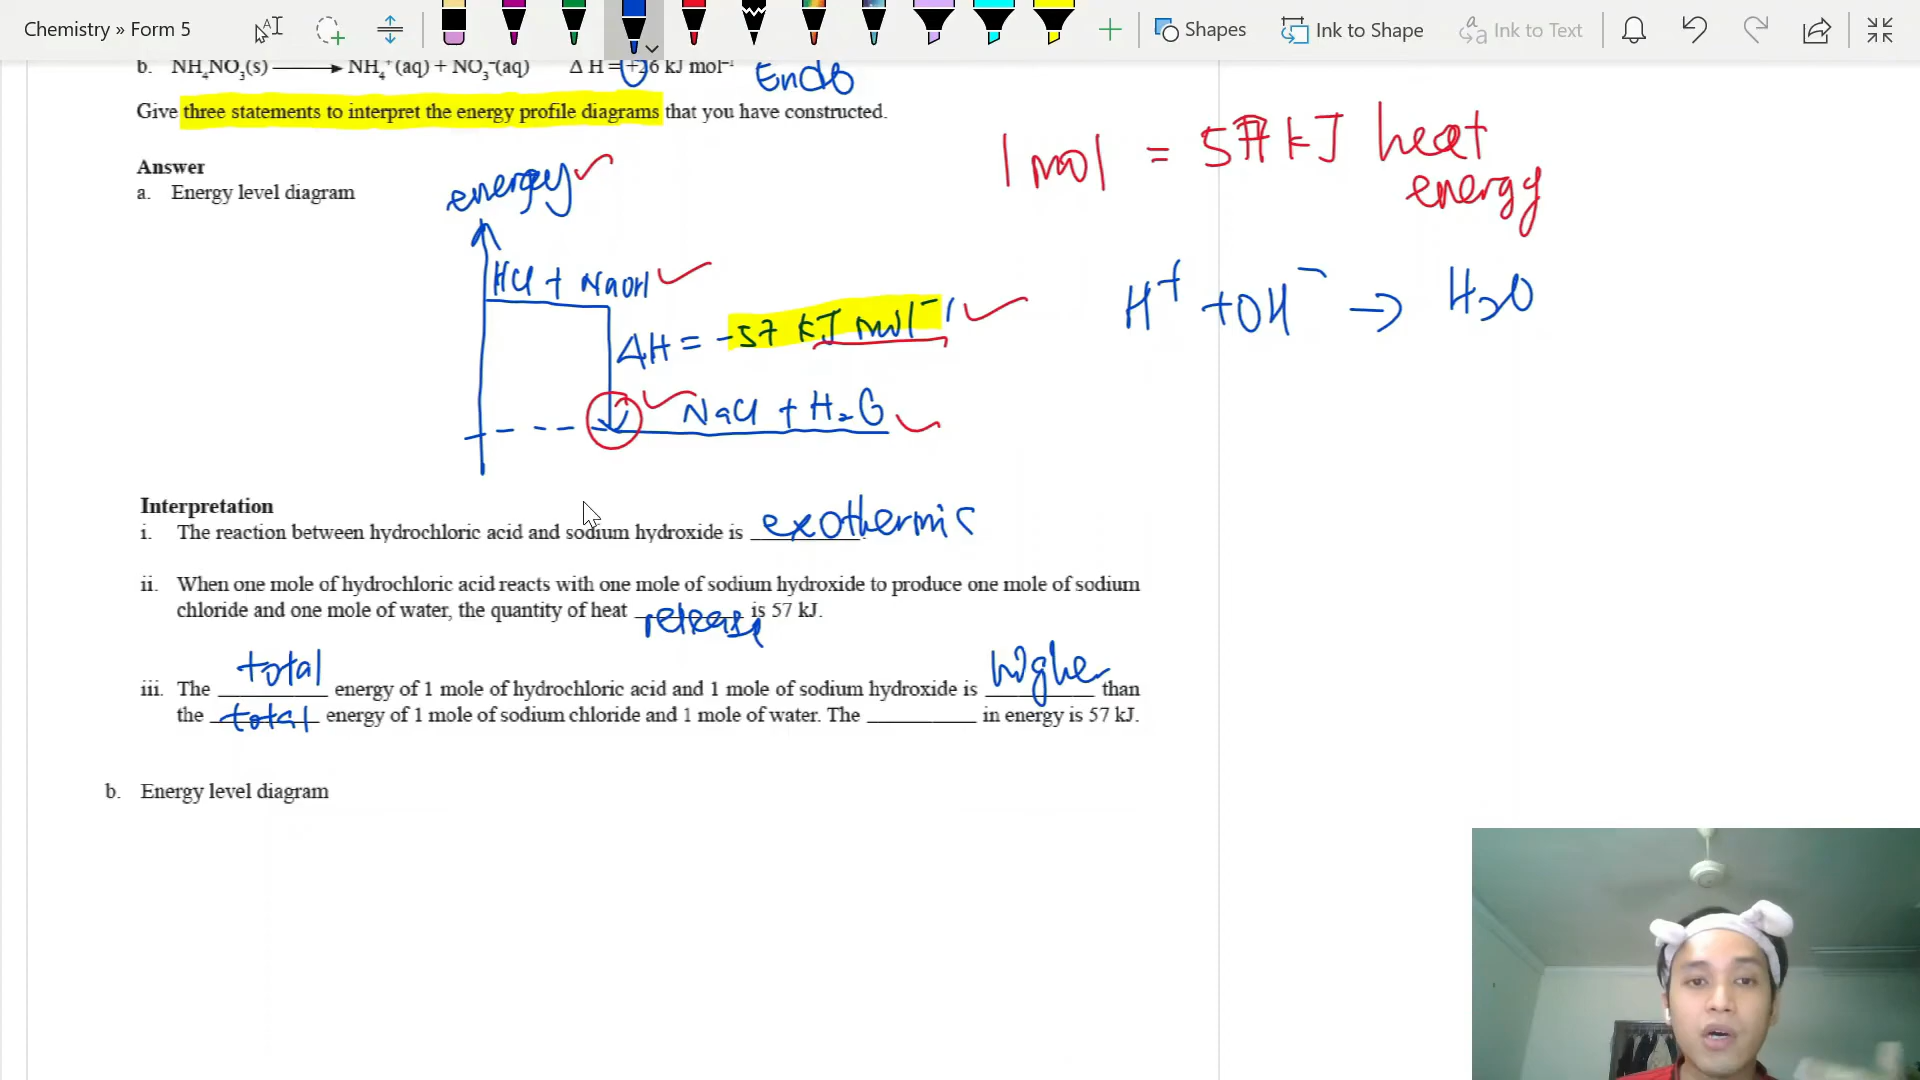 Chemistry » Form 5
Shapes
Ink to Shape
Ink to Text
b. NH₄NO₃(s) ⟶ NH₄⁺(aq) + NO₃⁻(aq) Δ H = +26 kJ mol⁻¹ Endo
Give three statements to interpret the energy profile diagrams that you have constructed.
1 mol = 57 kJ heat energy
Answer
a. Energy level diagram
energy
HCl + NaOH
H⁺ + OH⁻ → H₂O
ΔH = -57 kJ mol⁻¹
NaCl + H₂O
Interpretation
i. The reaction between hydrochloric acid and sodium hydroxide is exothermic
ii. When one mole of hydrochloric acid reacts with one mole of sodium hydroxide to produce one mole of sodium
chloride and one mole of water, the quantity of heat release is 57 kJ.
iii. The total energy of 1 mole of hydrochloric acid and 1 mole of sodium hydroxide is higher than
the total energy of 1 mole of sodium chloride and 1 mole of water. The __________ in energy is 57 kJ.
b. Energy level diagram